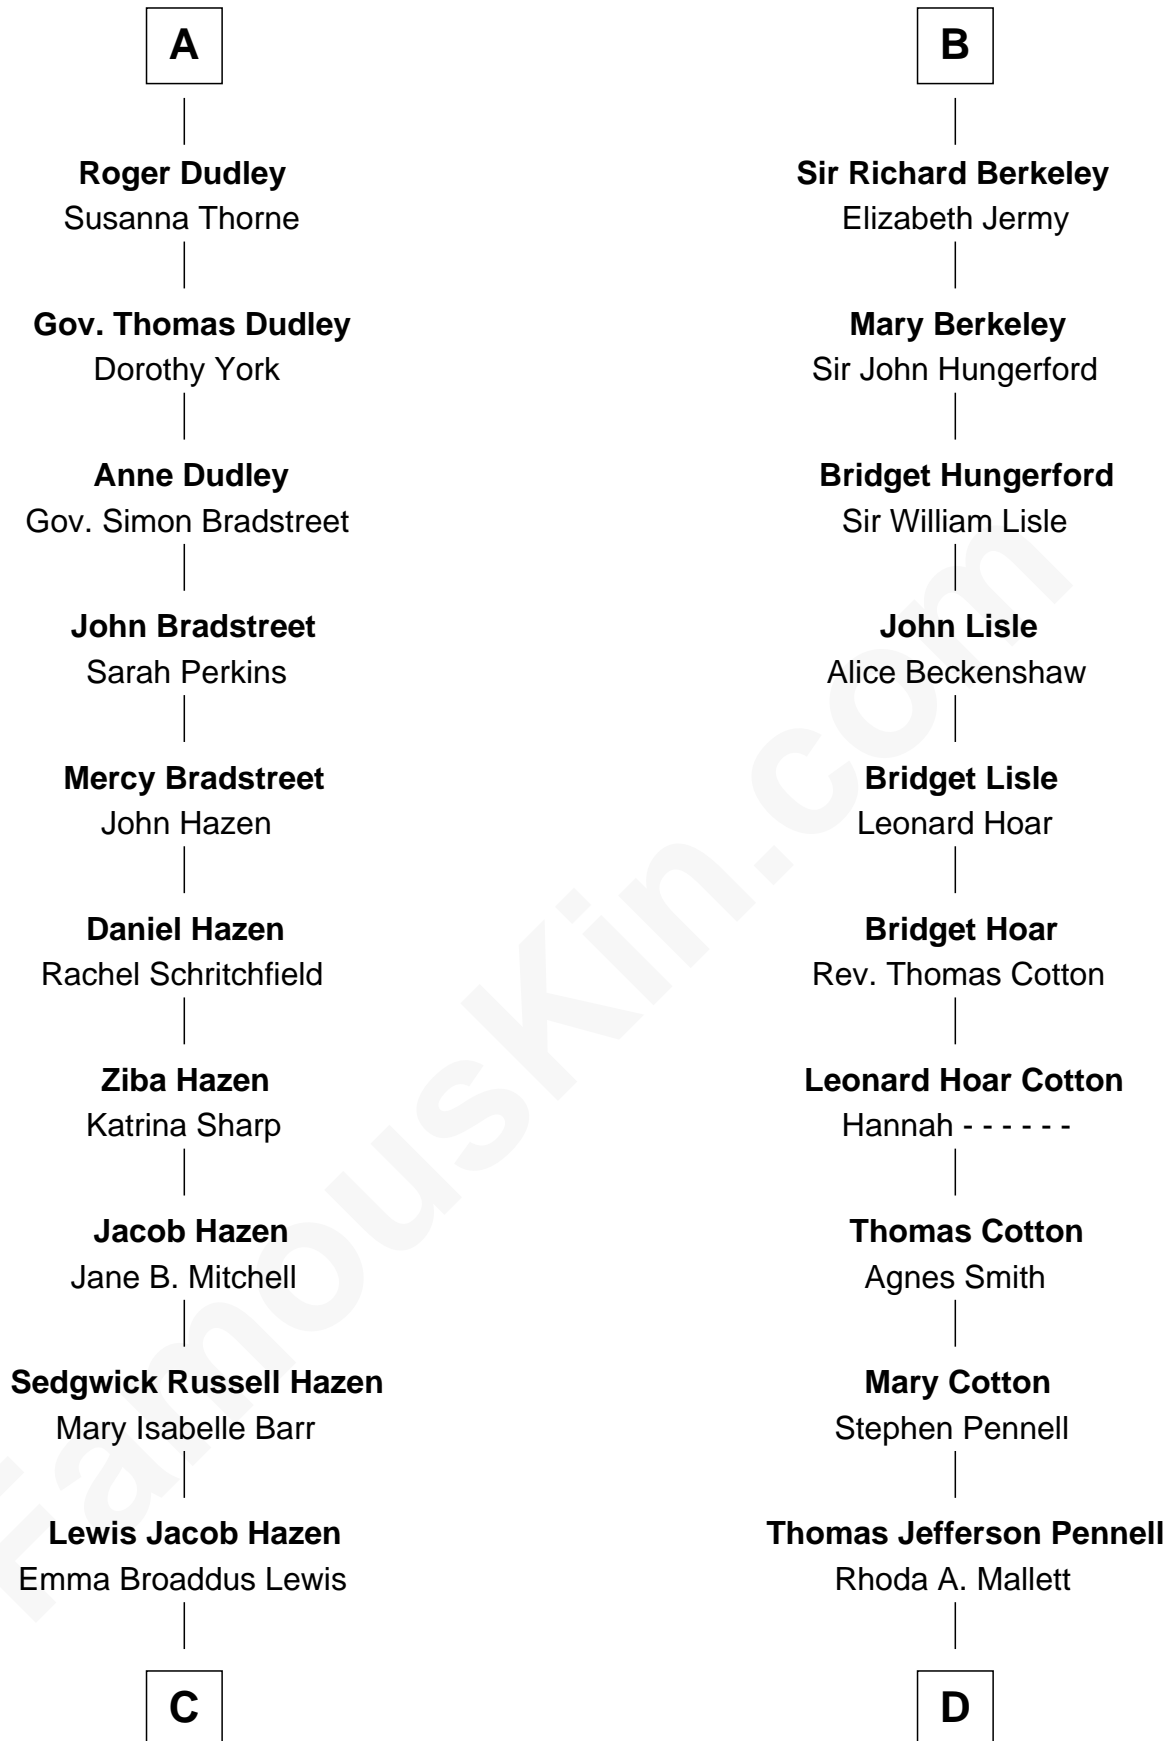 A
Roger Dudley
Susanna Thorne
Gov. Thomas Dudley
Dorothy York
Anne Dudley
Gov. Simon Bradstreet
John Bradstreet
Sarah Perkins
Mercy Bradstreet
John Hazen
Daniel Hazen
Rachel Schritchfield
Ziba Hazen
Katrina Sharp
Jacob Hazen
Jane B. Mitchell
Sedgwick Russell Hazen
Mary Isabelle Barr
Lewis Jacob Hazen
Emma Broaddus Lewis
C
B
Sir Richard Berkeley
Elizabeth Jermy
Mary Berkeley
Sir John Hungerford
Bridget Hungerford
Sir William Lisle
John Lisle
Alice Beckenshaw
Bridget Lisle
Leonard Hoar
Bridget Hoar
Rev. Thomas Cotton
Leonard Hoar Cotton
Hannah - - - - - -
Thomas Cotton
Agnes Smith
Mary Cotton
Stephen Pennell
Thomas Jefferson Pennell
Rhoda A. Mallett
D
FamousKin.com